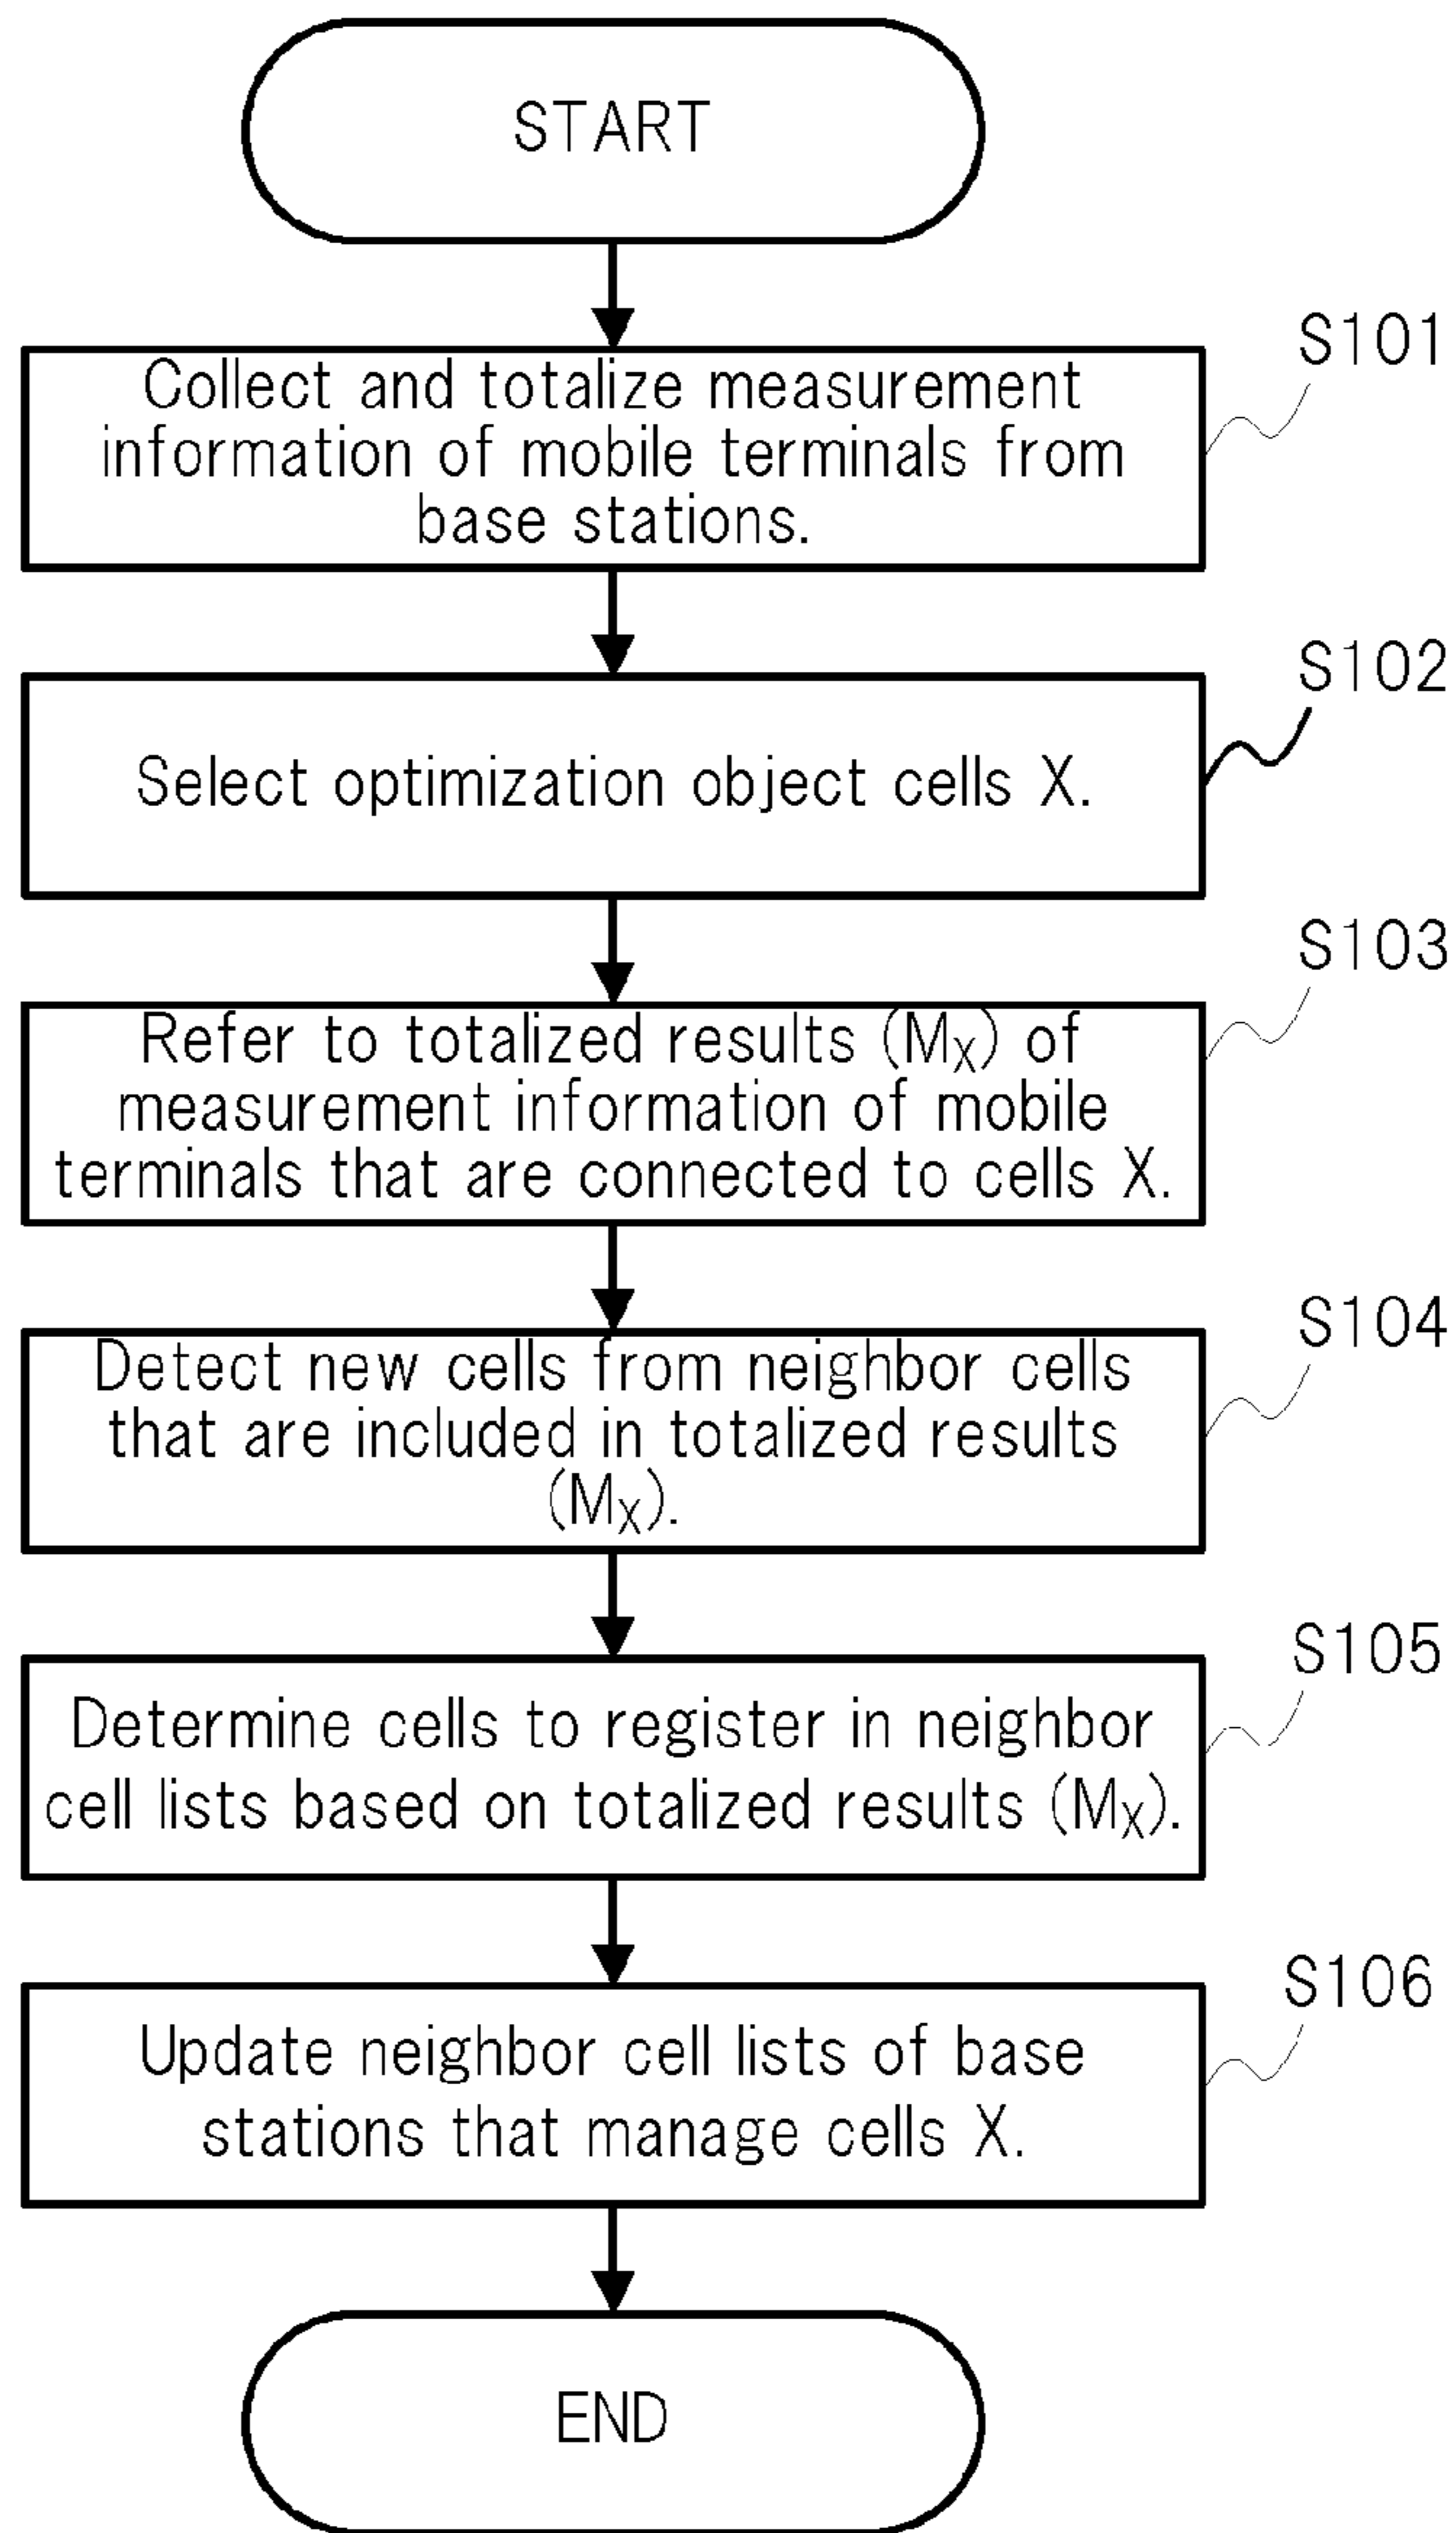 START
S101
Collect and totalize measurement
information of mobile terminals from
base stations.
S102
Select optimization object cells X.
S103
Refer to totalized results (MX) of
measurement information of mobile
terminals that are connected to cells X.
S104
Detect new cells from neighbor cells
that are included in totalized results
(MX).
S105
Determine cells to register in neighbor
cell lists based on totalized results (MX).
S106
Update neighbor cell lists of base
stations that manage cells X.
END